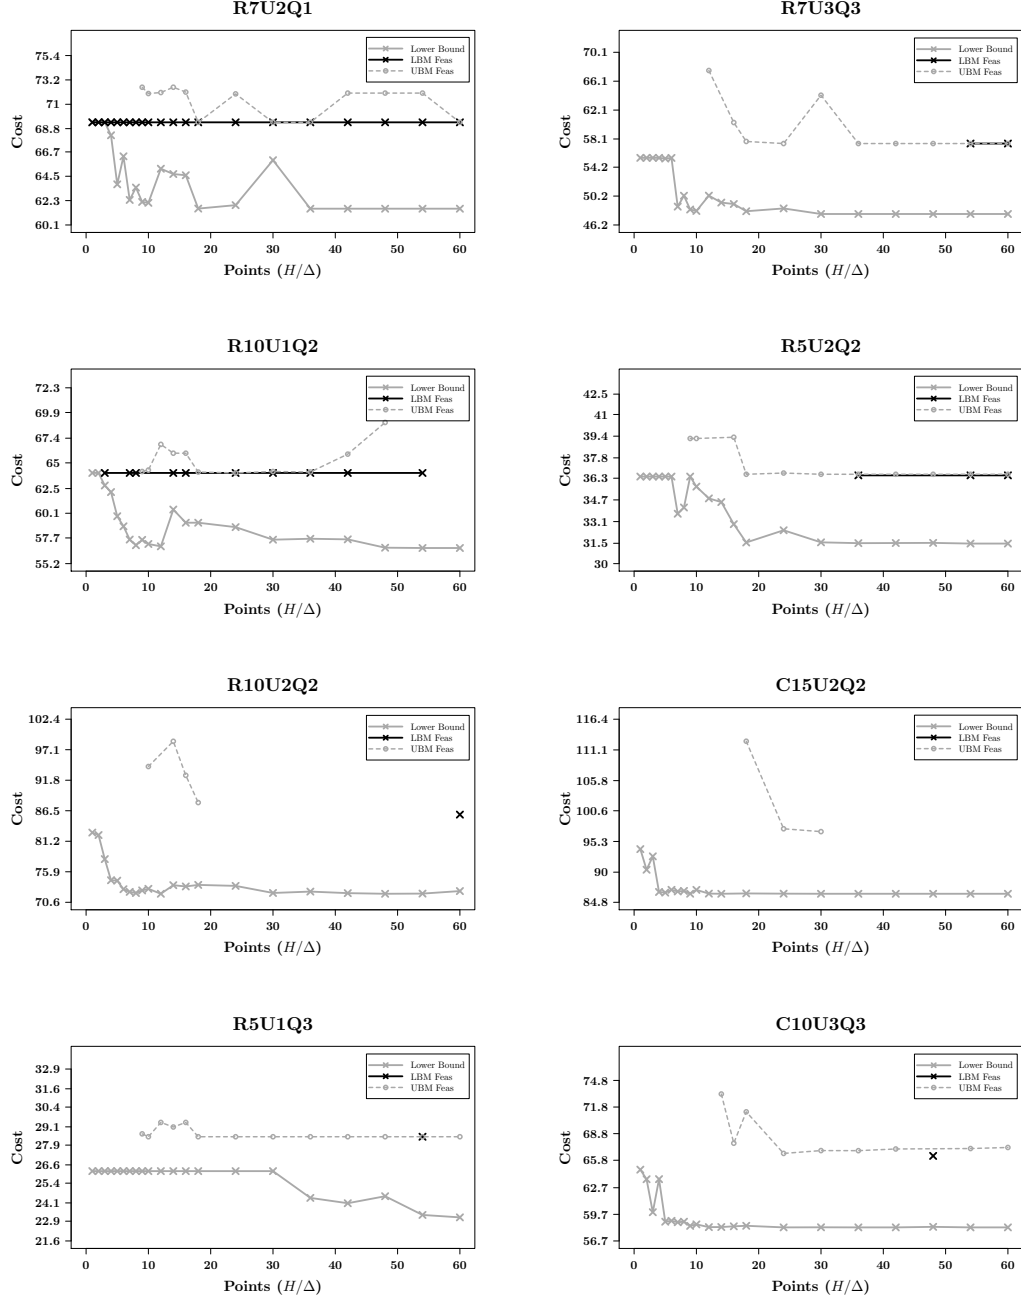 R7U2Q1
75.4
73.2
71
68.8
66.7
64.5
62.3
60.1
Cost
0 10 20 30 40 50 60
Points (H/Δ)
Lower Bound
LBM Feas
UBM Feas
R7U3Q3
70.1
66.1
62.1
58.1
54.2
50.2
46.2
Cost
0 10 20 30 40 50 60
Points (H/Δ)
Lower Bound
LBM Feas
UBM Feas
R10U1Q2
72.3
69.9
67.4
65
62.5
60.1
57.7
55.2
Cost
0 10 20 30 40 50 60
Points (H/Δ)
Lower Bound
LBM Feas
UBM Feas
R5U2Q2
42.5
41
39.4
37.8
36.3
34.7
33.1
31.5
30
Cost
0 10 20 30 40 50 60
Points (H/Δ)
Lower Bound
LBM Feas
UBM Feas
R10U2Q2
102.4
97.1
91.8
86.5
81.2
75.9
70.6
Cost
0 10 20 30 40 50 60
Points (H/Δ)
Lower Bound
LBM Feas
UBM Feas
C15U2Q2
116.4
111.1
105.8
100.6
95.3
90
84.8
Cost
0 10 20 30 40 50 60
Points (H/Δ)
Lower Bound
LBM Feas
UBM Feas
R5U1Q3
32.9
31.6
30.4
29.1
27.9
26.6
25.4
24.1
22.9
21.6
Cost
0 10 20 30 40 50 60
Points (H/Δ)
Lower Bound
LBM Feas
UBM Feas
C10U3Q3
74.8
71.8
68.8
65.8
62.7
59.7
56.7
Cost
0 10 20 30 40 50 60
Points (H/Δ)
Lower Bound
LBM Feas
UBM Feas